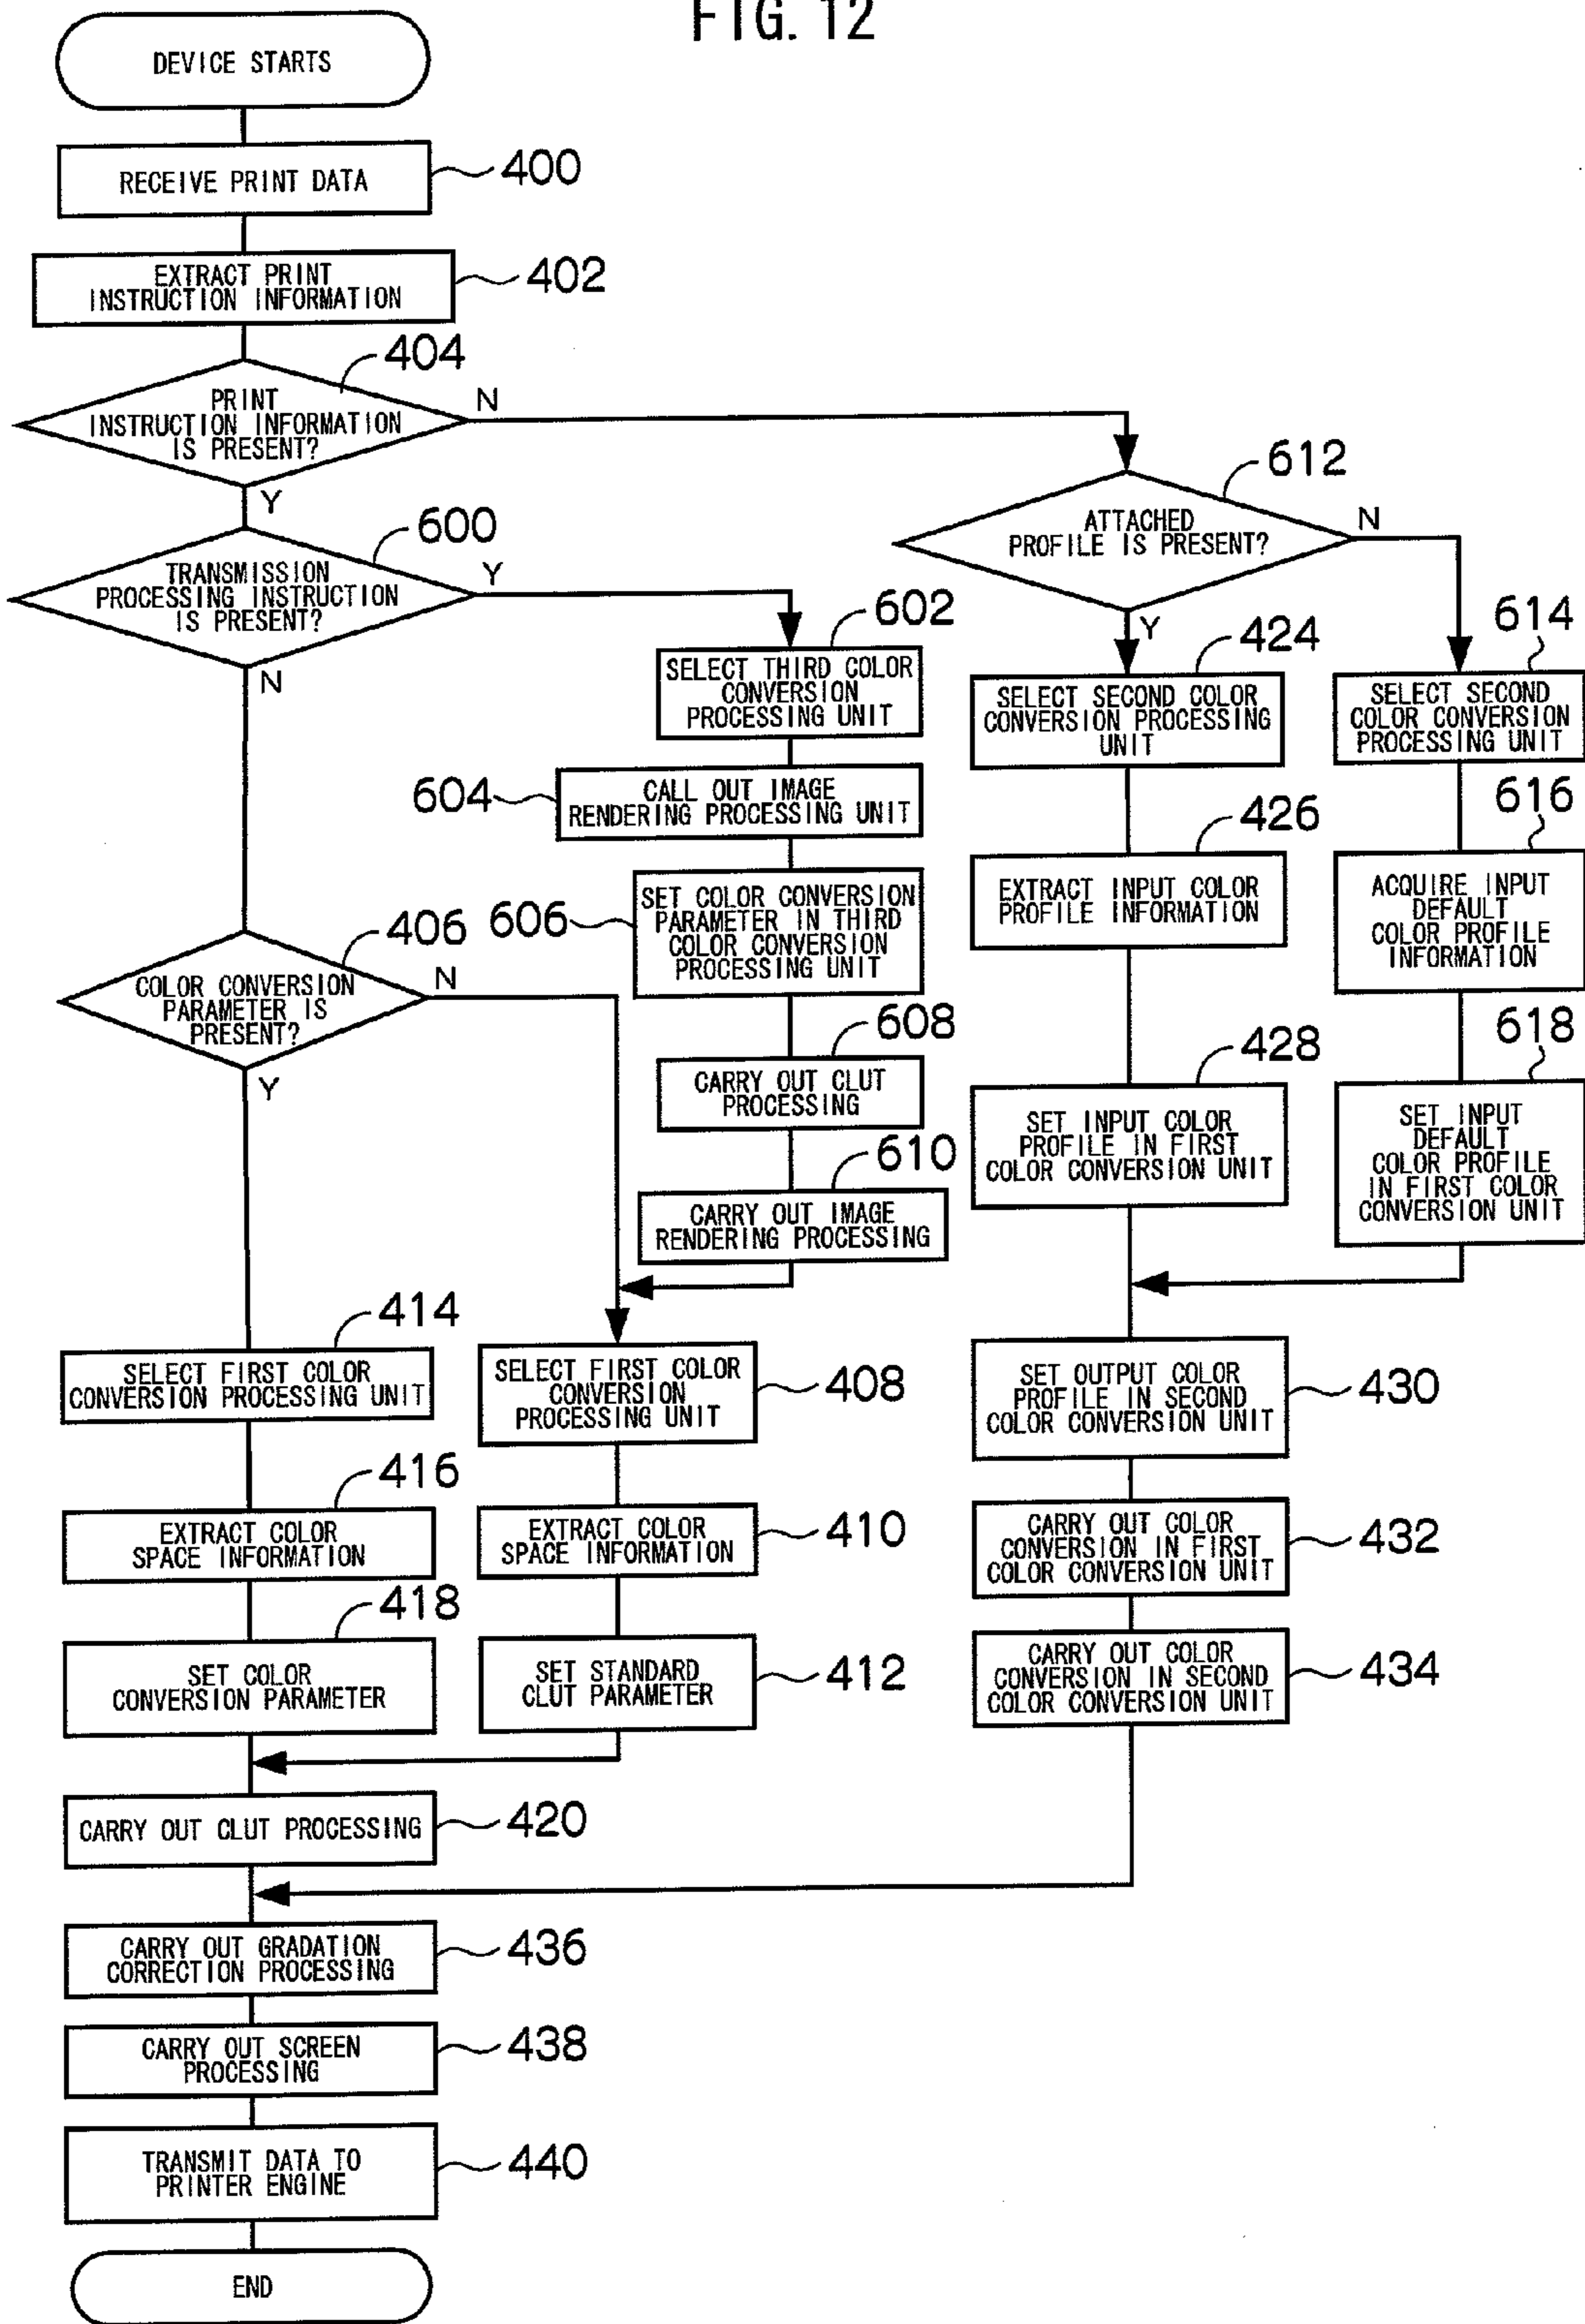 FIG. 12
DEVICE STARTS
RECEIVE PRINT DATA
400
EXTRACT PRINT
INSTRUCTION INFORMATION
402
404
PRINT
INSTRUCTION INFORMATION
IS PRESENT?
N
Y
612
ATTACHED
PROFILE IS PRESENT?
N
Y
600
TRANSMISSION
PROCESSING INSTRUCTION
IS PRESENT?
Y
N
602
SELECT THIRD COLOR
CONVERSION
PROCESSING UNIT
604
CALL OUT IMAGE
RENDERING PROCESSING UNIT
606
SET COLOR CONVERSION
PARAMETER IN THIRD
COLOR CONVERSION
PROCESSING UNIT
608
CARRY OUT CLUT
PROCESSING
610
CARRY OUT IMAGE
RENDERING PROCESSING
424
SELECT SECOND COLOR
CONVERSION PROCESSING
UNIT
426
EXTRACT INPUT COLOR
PROFILE INFORMATION
428
SET INPUT COLOR
PROFILE IN FIRST
COLOR CONVERSION UNIT
614
SELECT SECOND
COLOR CONVERSION
PROCESSING UNIT
616
ACQUIRE INPUT
DEFAULT
COLOR PROFILE
INFORMATION
618
SET INPUT
DEFAULT
COLOR PROFILE
IN FIRST COLOR
CONVERSION UNIT
406
COLOR CONVERSION
PARAMETER IS
PRESENT?
N
Y
414
SELECT FIRST COLOR
CONVERSION PROCESSING UNIT
416
EXTRACT COLOR
SPACE INFORMATION
418
SET COLOR
CONVERSION PARAMETER
SELECT FIRST COLOR
CONVERSION
PROCESSING UNIT
408
EXTRACT COLOR
SPACE INFORMATION
410
SET STANDARD
CLUT PARAMETER
412
SET OUTPUT COLOR
PROFILE IN SECOND
COLOR CONVERSION UNIT
430
CARRY OUT COLOR
CONVERSION IN FIRST
COLOR CONVERSION UNIT
432
CARRY OUT COLOR
CONVERSION IN SECOND
COLOR CONVERSION UNIT
434
CARRY OUT CLUT PROCESSING
420
CARRY OUT GRADATION
CORRECTION PROCESSING
436
CARRY OUT SCREEN
PROCESSING
438
TRANSMIT DATA TO
PRINTER ENGINE
440
END